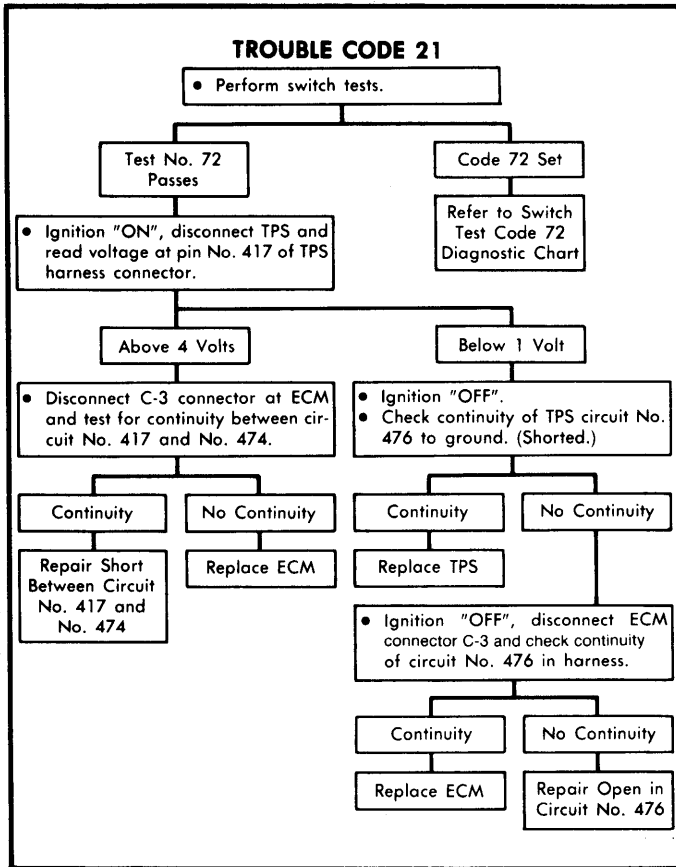 TROUBLE CODE 21
• Perform switch tests.
Test No. 72
Passes
Code 72 Set
• Ignition "ON", disconnect TPS and
read voltage at pin No. 417 of TPS
harness connector.
Refer to Switch
Test Code 72
Diagnostic Chart
Above 4 Volts
Below 1 Volt
• Disconnect C-3 connector at ECM
and test for continuity between cir-
cuit No. 417 and No. 474.
• Ignition "OFF".
• Check continuity of TPS circuit No.
476 to ground. (Shorted.)
Continuity
No Continuity
Continuity
No Continuity
Repair Short
Between Circuit
No. 417 and
No. 474
Replace ECM
Replace TPS
• Ignition "OFF", disconnect ECM
connector C-3 and check continuity
of circuit No. 476 in harness.
Continuity
No Continuity
Replace ECM
Repair Open in
Circuit No. 476